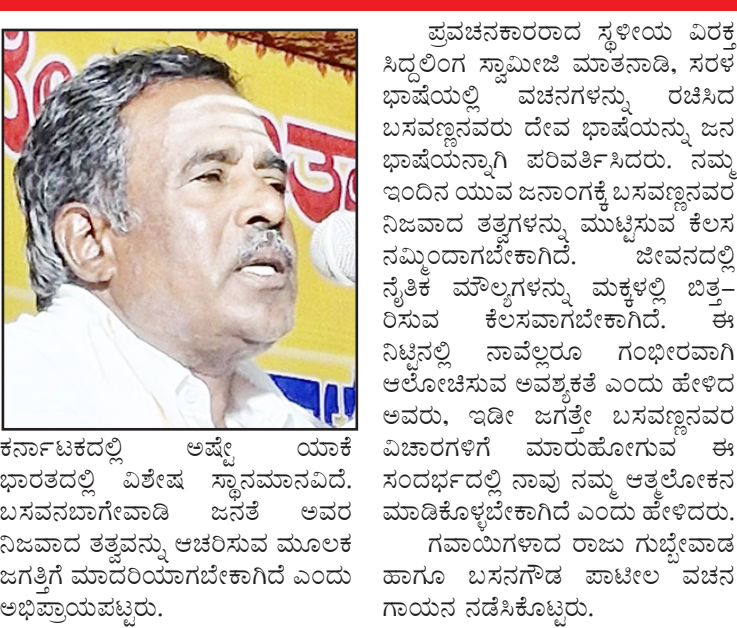 ಕರ್ನಾಟಕದಲ್ಲಿ ಅಷ್ಟೇ ಯಾಕೆ
ಭಾರತದಲ್ಲಿ ವಿಶೇಷ ಸ್ಥಾನಮಾನವಿದೆ.
ಬಸವನಬಾಗೇವಾಡಿ ಜನತೆ ಅವರ
ನಿಜವಾದ ತತ್ವವನ್ನು ಆಚರಿಸುವ ಮೂಲಕ
ಜಗತ್ತಿಗೆ ಮಾದರಿಯಾಗಬೇಕಾಗಿದೆ ಎಂದು
ಅಭಿಪ್ರಾಯಪಟ್ಟರು.
ಪ್ರವಚನಕಾರರಾದ ಸ್ಥಳೀಯ ವಿರಕ್ತ
ಸಿದ್ದಲಿಂಗ ಸ್ವಾಮೀಜಿ ಮಾತನಾಡಿ, ಸರಳ
ಭಾಷೆಯಲ್ಲಿ ವಚನಗಳನ್ನು ರಚಿಸಿದ
ಬಸವಣ್ಣನವರು ದೇವ ಭಾಷೆಯನ್ನು ಜನ
ಭಾಷೆಯನ್ನಾಗಿ ಪರಿವರ್ತಿಸಿದರು. ನಮ್ಮ
ಇಂದಿನ ಯುವ ಜನಾಂಗಕ್ಕೆ ಬಸವಣ್ಣನವರ
ನಿಜವಾದ ತತ್ವಗಳನ್ನು ಮುಟ್ಟಿಸುವ ಕೆಲಸ
ನಮ್ಮಿಂದಾಗಬೇಕಾಗಿದೆ. ಜೀವನದಲ್ಲಿ
ನೈತಿಕ ಮೌಲ್ಯಗಳನ್ನು ಮಕ್ಕಳಲ್ಲಿ ಬಿತ್ತ-
ರಿಸುವ ಕೆಲಸವಾಗಬೇಕಾಗಿದೆ. ಈ
ನಿಟ್ಟಿನಲ್ಲಿ ನಾವೆಲ್ಲರೂ ಗಂಭೀರವಾಗಿ
ಆಲೋಚಿಸುವ ಅವಶ್ಯಕತೆ ಎಂದು ಹೇಳಿದ
ಅವರು, ಇಡೀ ಜಗತ್ತೇ ಬಸವಣ್ಣನವರ
ವಿಚಾರಗಳಿಗೆ ಮಾರುಹೋಗುವ ಈ
ಸಂದರ್ಭದಲ್ಲಿ ನಾವು ನಮ್ಮ ಆತ್ಮಲೋಕನ
ಮಾಡಿಕೊಳ್ಳಬೇಕಾಗಿದೆ ಎಂದು ಹೇಳಿದರು.
ಗವಾಯಿಗಳಾದ ರಾಜು ಗುಬ್ಬೇವಾಡ
ಹಾಗೂ ಬಸನಗೌಡ ಪಾಟೀಲ ವಚನ
ಗಾಯನ ನಡೆಸಿಕೊಟ್ಟರು.